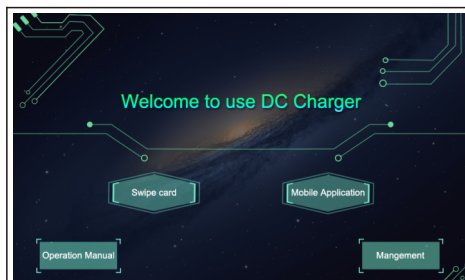 Welcome to use DC Charger
Swipe card
Mobile Application
Operation Manual
Mangement